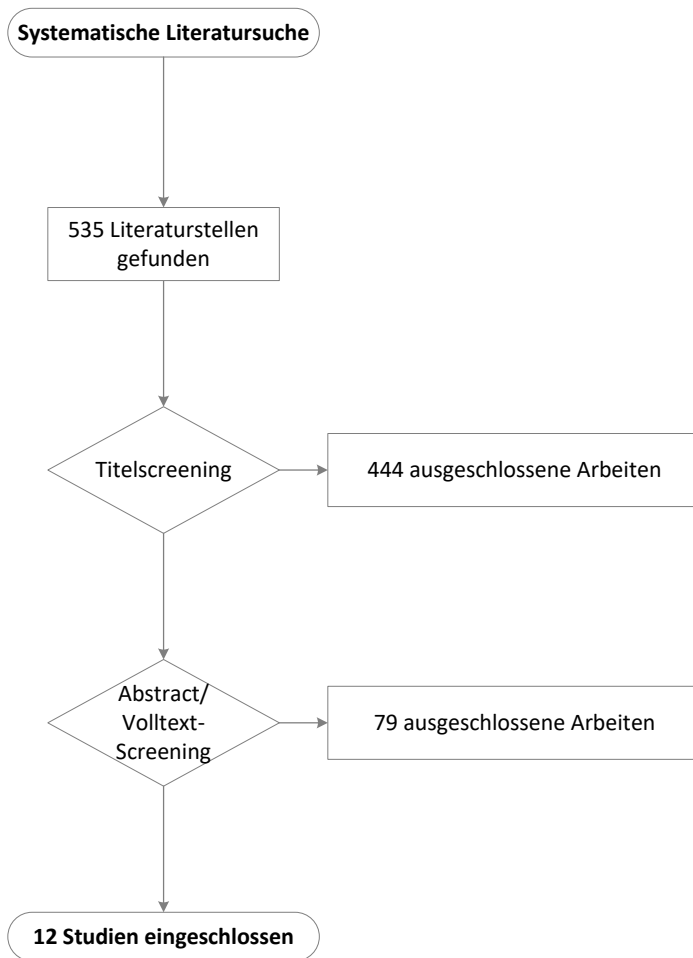 Systematische Literatursuche
535 Literaturstellen
gefunden
Titelscreening
444 ausgeschlossene Arbeiten
Abstract/
Volltext-
Screening
79 ausgeschlossene Arbeiten
12 Studien eingeschlossen